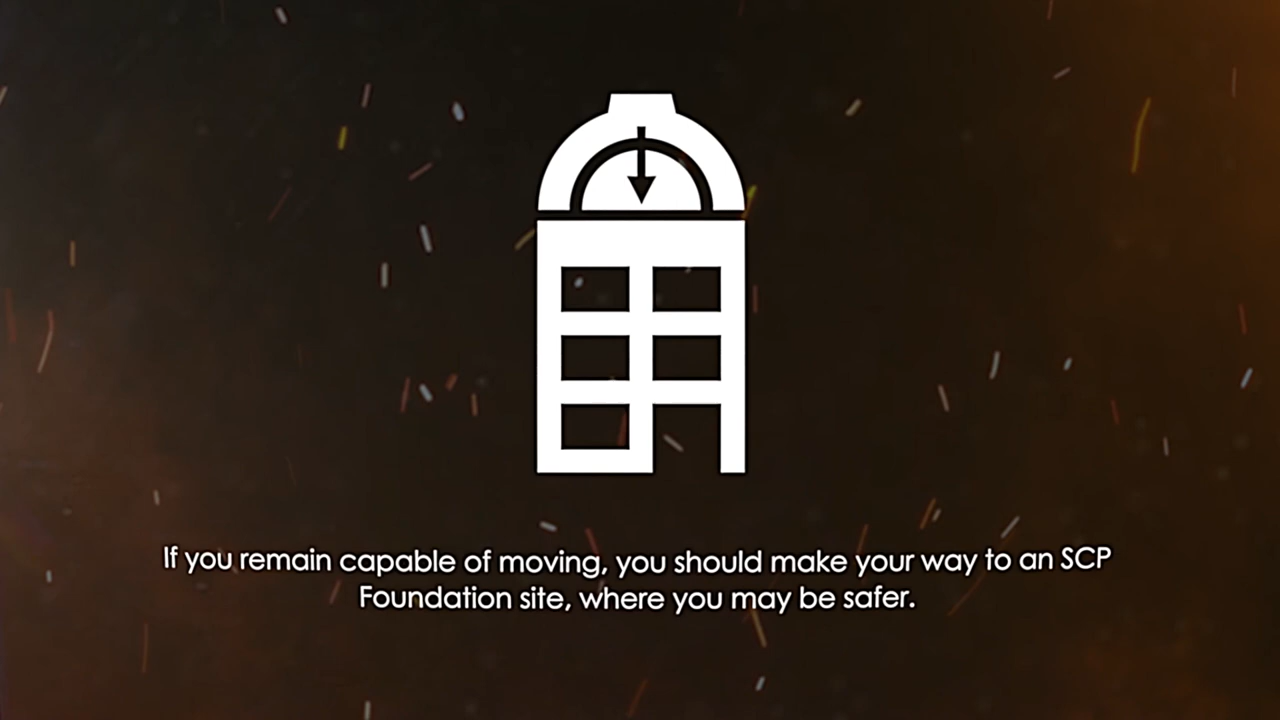 If you remain capable of moving, you should make your way to an SCP
Foundation site, where you may be safer.